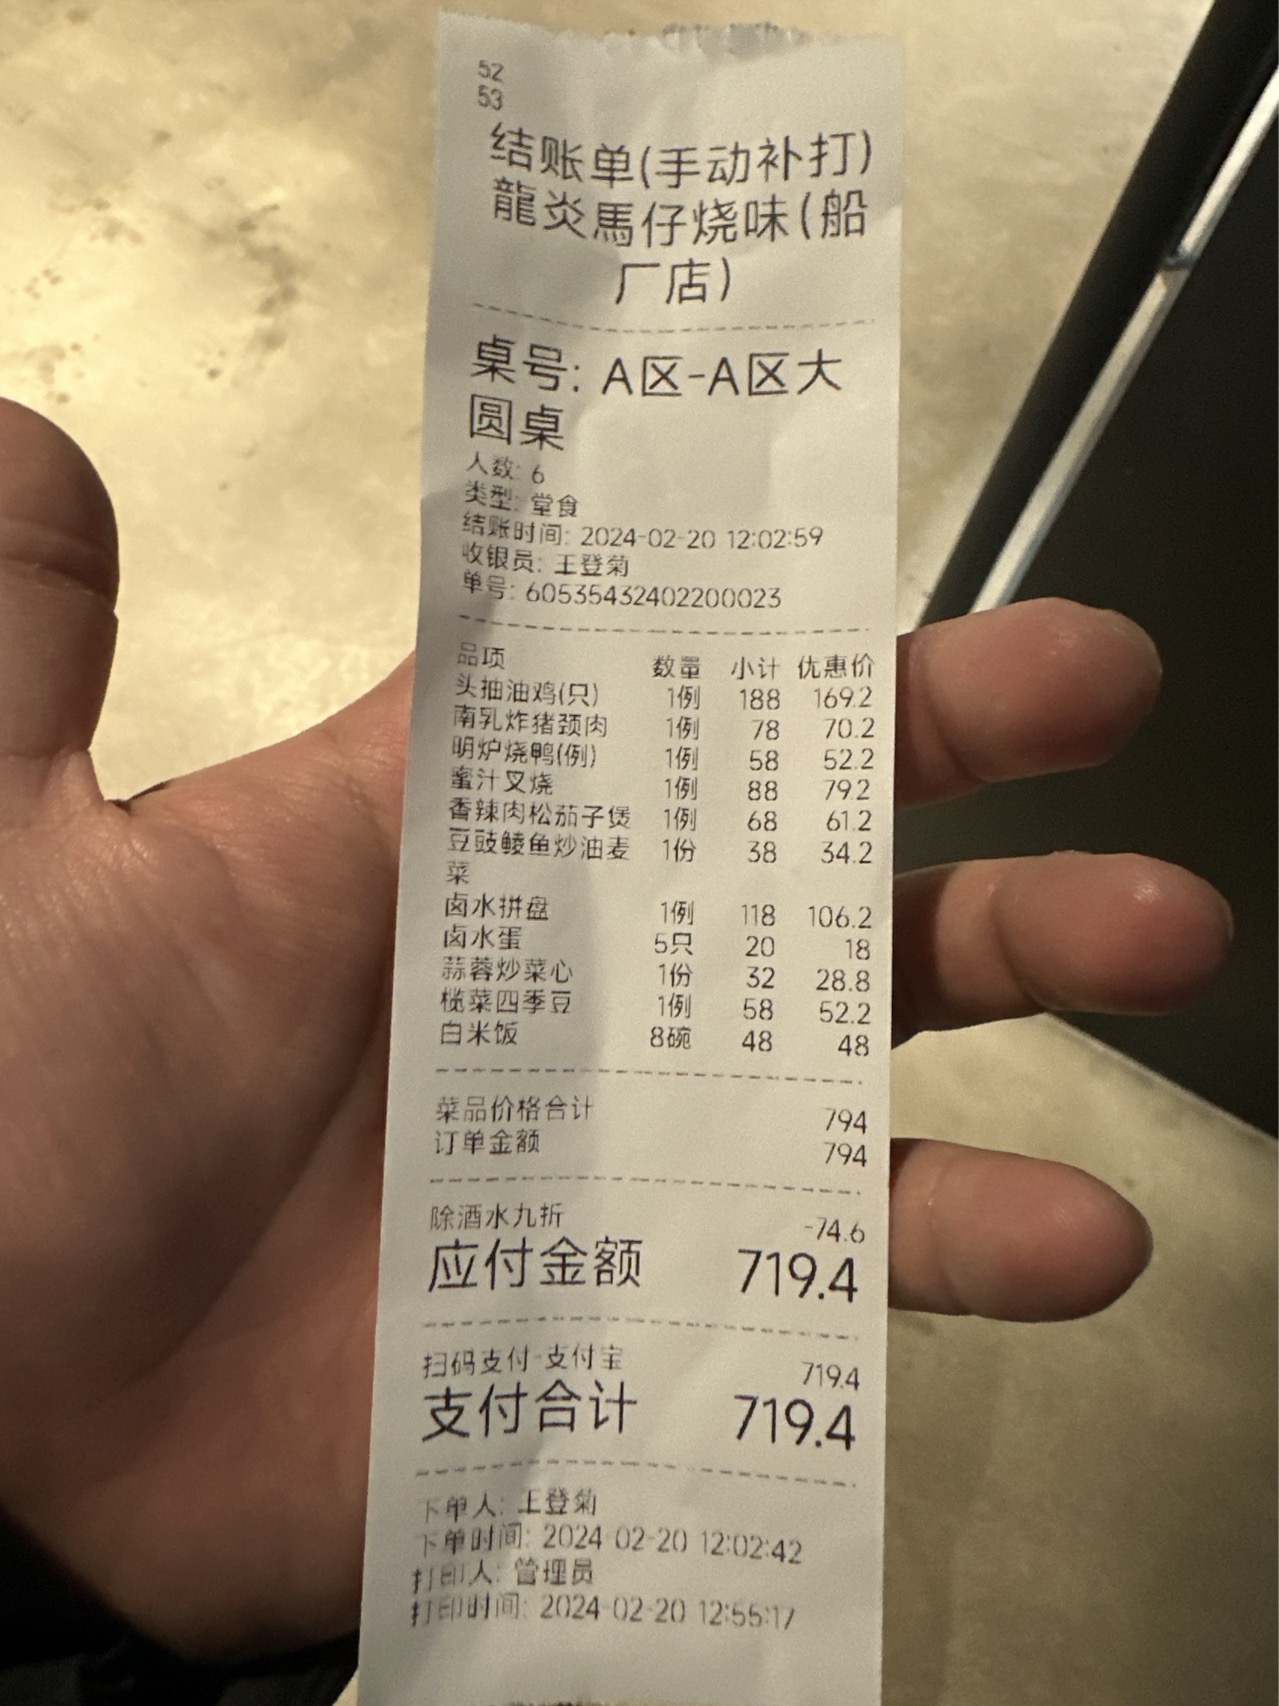 52
53
结账单(手动补打)
龍炎馬仔烧味(船
厂店)
桌号: A区-A区大
圆桌
人数: 6
类型: 堂食
结账时间: 2024-02-20 12:02:59
收银员: 王登菊
单号: 605354432402200023
品项 数量 小计 优惠价
头抽油鸡(只) 1例 188 169.2
南乳炸猪颈肉 1例 78 70.2
明炉烧鸭(例) 1例 58 52.2
蜜汁叉烧 1例 88 79.2
香辣肉松茄子煲 1例 68 61.2
豆豉鲮鱼炒油麦 1份 38 34.2
菜
卤水拼盘 1例 118 106.2
卤水蛋 5只 20 18
蒜蓉炒菜心 1份 32 28.8
榄菜四季豆 1例 58 52.2
白米饭 8碗 48 48
菜品价格合计 794
订单金额 794
除酒水九折 -74.6
应付金额 719.4
扫码支付-支付宝 719.4
支付合计 719.4
下单人: 王登菊
下单时间: 2024-02-20 12:02:42
打印人: 管理员
打印时间: 2024-02-20 12:55:17